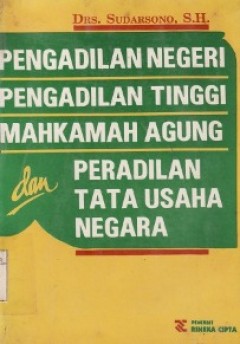 DRS. SUDARSONO, S.H.
PENGADILAN NEGERI
PENGADILAN TINGGI
MAHKAMAH AGUNG
dan PERADILAN
TATA USAHA
NEGARA
PENERBIT
RINEKA CIPTA